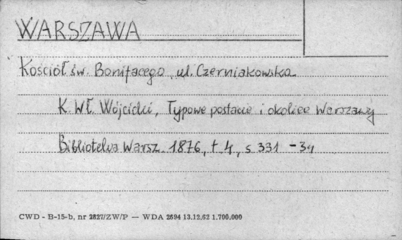 WARSZAWA
Kościół św. Bonifacego, ul. Czerniakowska
K. Wł. Wójcicki, Typowe postacie i okolice Warszawy
Biblioteka Warsz. 1876, t 4, s 331 - 34
CWD - B-15-b, nr 2827/ZW/P — WDA 2694 13.12.62 1.700.000